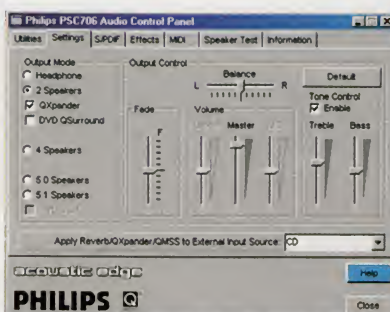 Philips PSC706 Audio Control Panel
Utilities Settings S/PDIF Effects MIDI Speaker Test Information
Output Mode
Headphone
2 Speakers
QXpander
DVD QSurround
4 Speakers
5.0 Speakers
5.1 Speakers
Output Control
Balance
L R
Default
Tone Control
Enable
Fade
F
Volume
Master
Treble Bass
Apply Reverb/QXpander/QMSS to External Input Source: CD
acoustic edge
PHILIPS Q
Help
Close